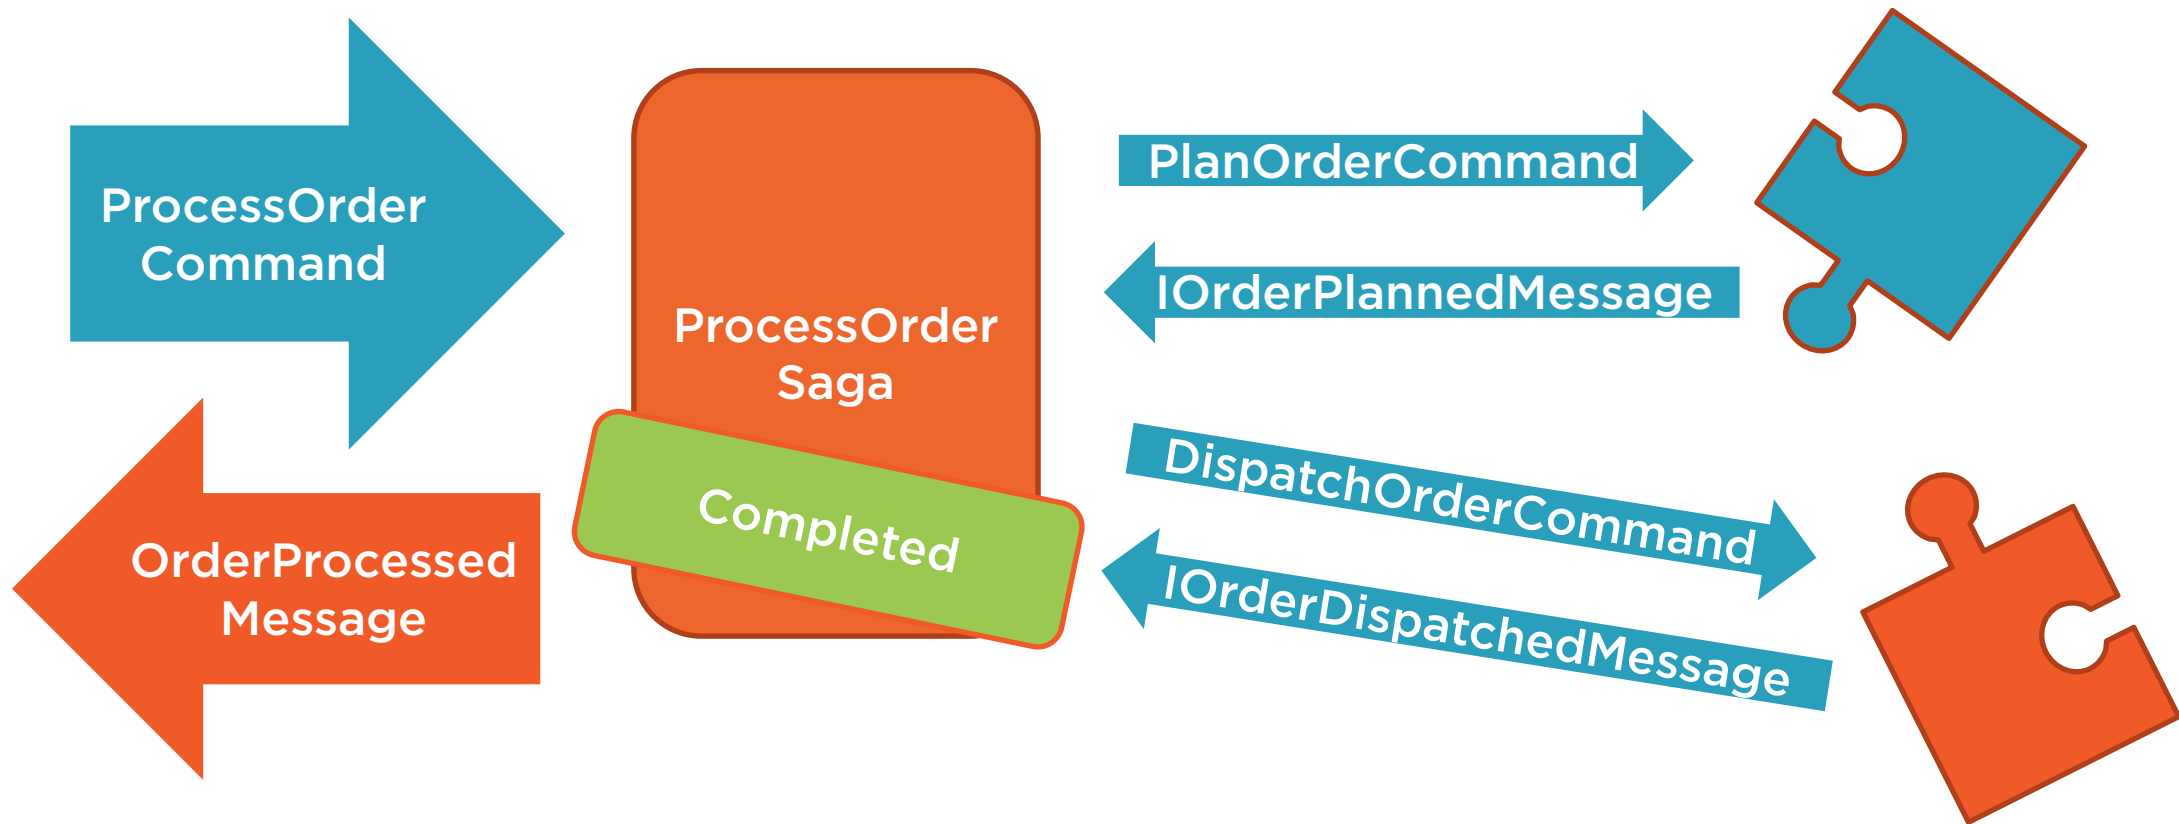 ProcessOrder
Command
OrderProcessed
Message
ProcessOrder
Saga
Completed
PlanOrderCommand
IOrderPlannedMessage
DispatchOrderCommand
IOrderDispatchedMessage